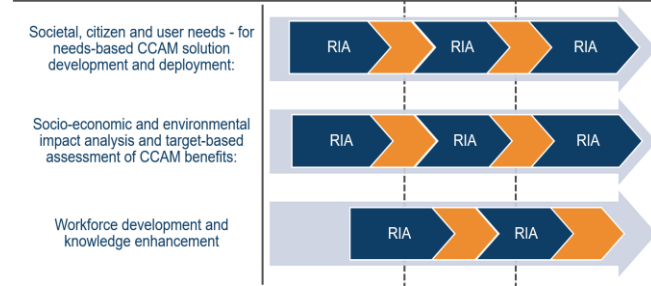 Societal, citizen and user needs - for
needs-based CCAM solution
development and deployment:
RIA
RIA
RIA
Socio-economic and environmental
impact analysis and target-based
assessment of CCAM benefits:
RIA
RIA
RIA
Workforce development and
knowledge enhancement
RIA
RIA